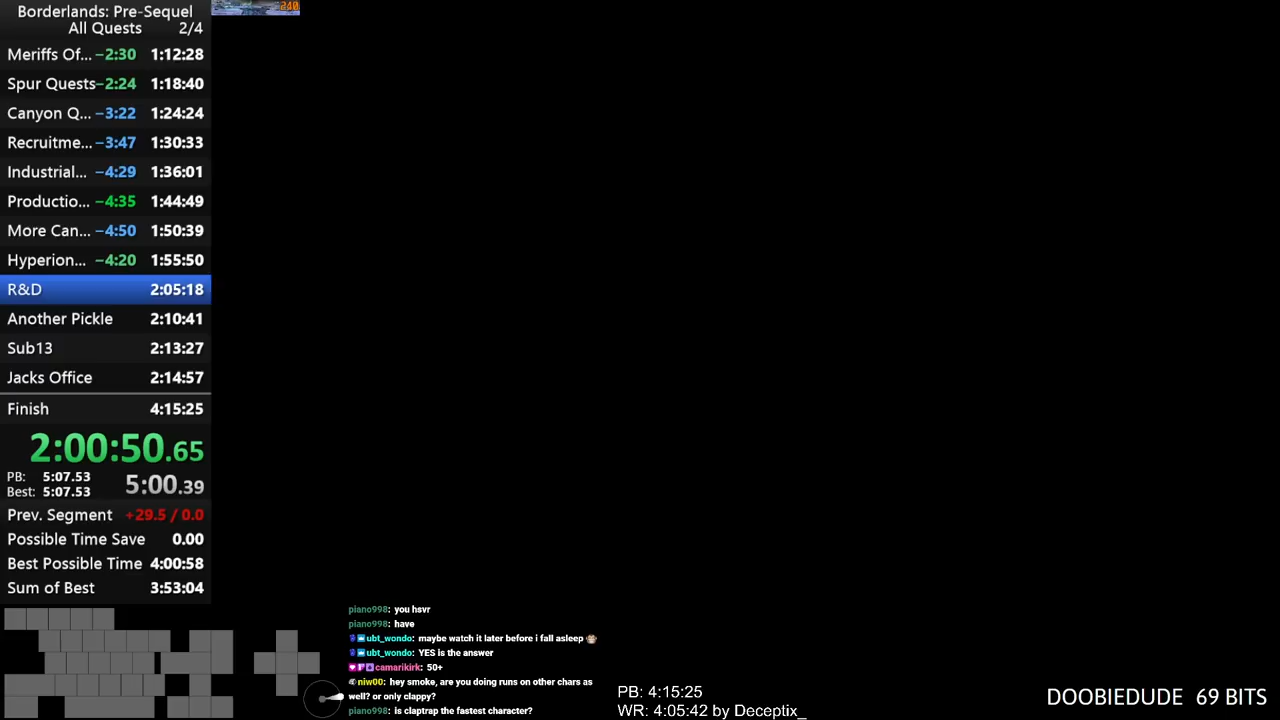 Borderlands: Pre-Sequel
All Quests 2/4
240
Meriffs Of... −2:30 1:12:28
Spur Quests −2:24 1:18:40
Canyon Q... −3:22 1:24:24
Recruitme... −3:47 1:30:33
Industrial... −4:29 1:36:01
Productio... −4:35 1:44:49
More Can... −4:50 1:50:39
Hyperion... −4:20 1:55:50
R&D 2:05:18
Another Pickle 2:10:41
Sub13 2:13:27
Jacks Office 2:14:57
Finish 4:15:25
2:00:50.65
PB: 5:07.53
Best: 5:07.53 5:00.39
Prev. Segment +29.5 / 0.0
Possible Time Save 0.00
Best Possible Time 4:00:58
Sum of Best 3:53:04
piano998: you hsvr
piano998: have
ubt_wondo: maybe watch it later before i fall asleep
ubt_wondo: YES is the answer
camarikirk: 50+
niw00: hey smoke, are you doing runs on other chars as
well? or only clappy?
piano998: is claptrap the fastest character?
PB: 4:15:25
WR: 4:05:42 by Deceptix_
DOOBIEDUDE 69 BITS